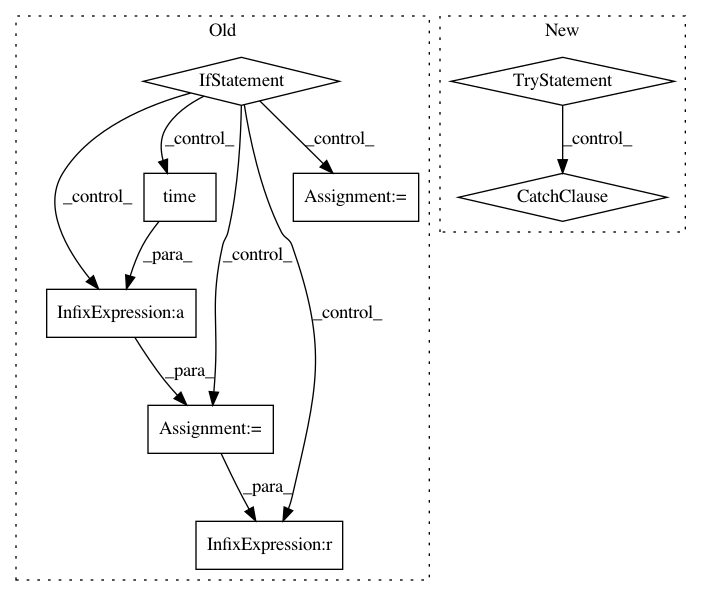 Old
New
IfStatement
TryStatement
_control_
_control_
_control_
_control_
time
Assignment:=
CatchClause
_para_
_control_
_control_
InfixExpression:a
_para_
Assignment:=
_para_
InfixExpression:r